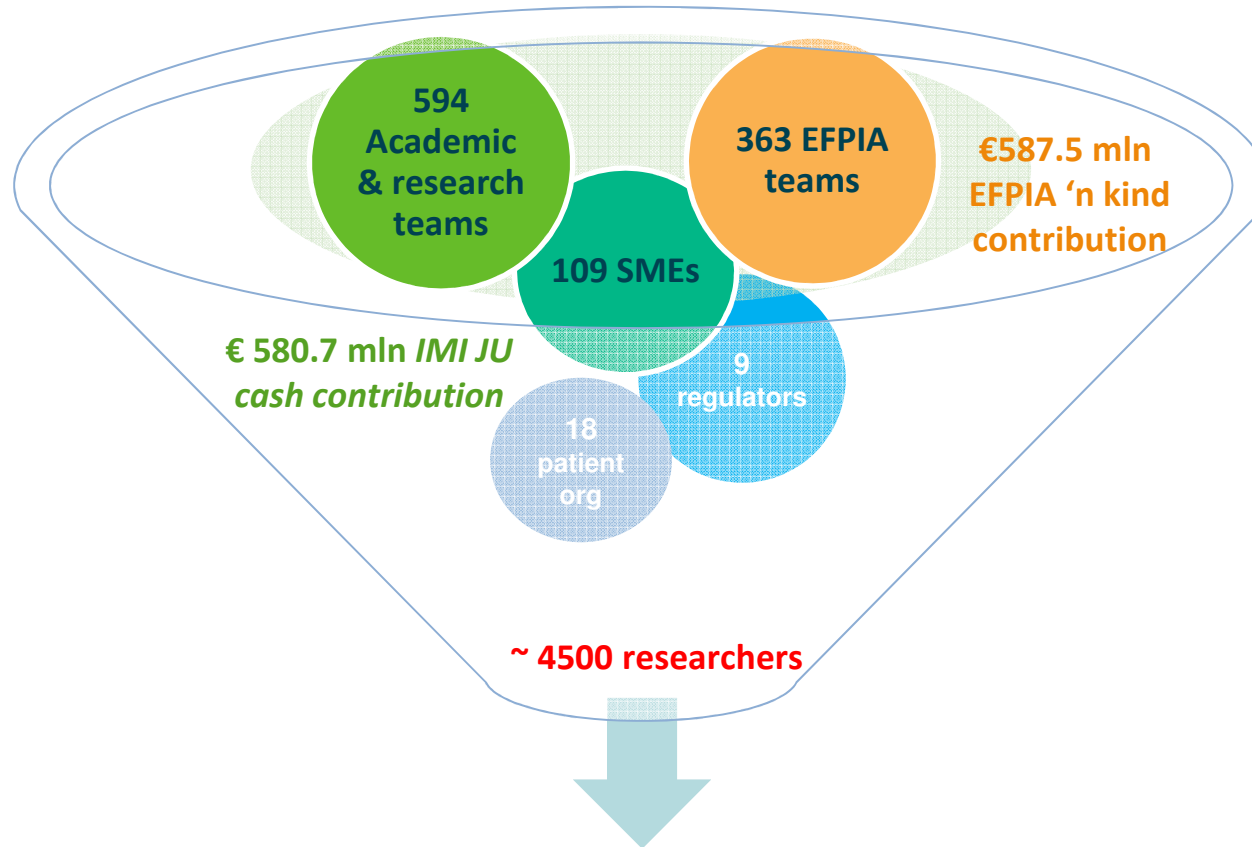 594
Academic
& research
teams
363 EFPIA
teams
€587.5 mln
EFPIA ‘n kind
contribution
109 SMEs
€ 580.7 mln IMI JU
cash contribution
9
regulators
18
patient
org
~ 4500 researchers